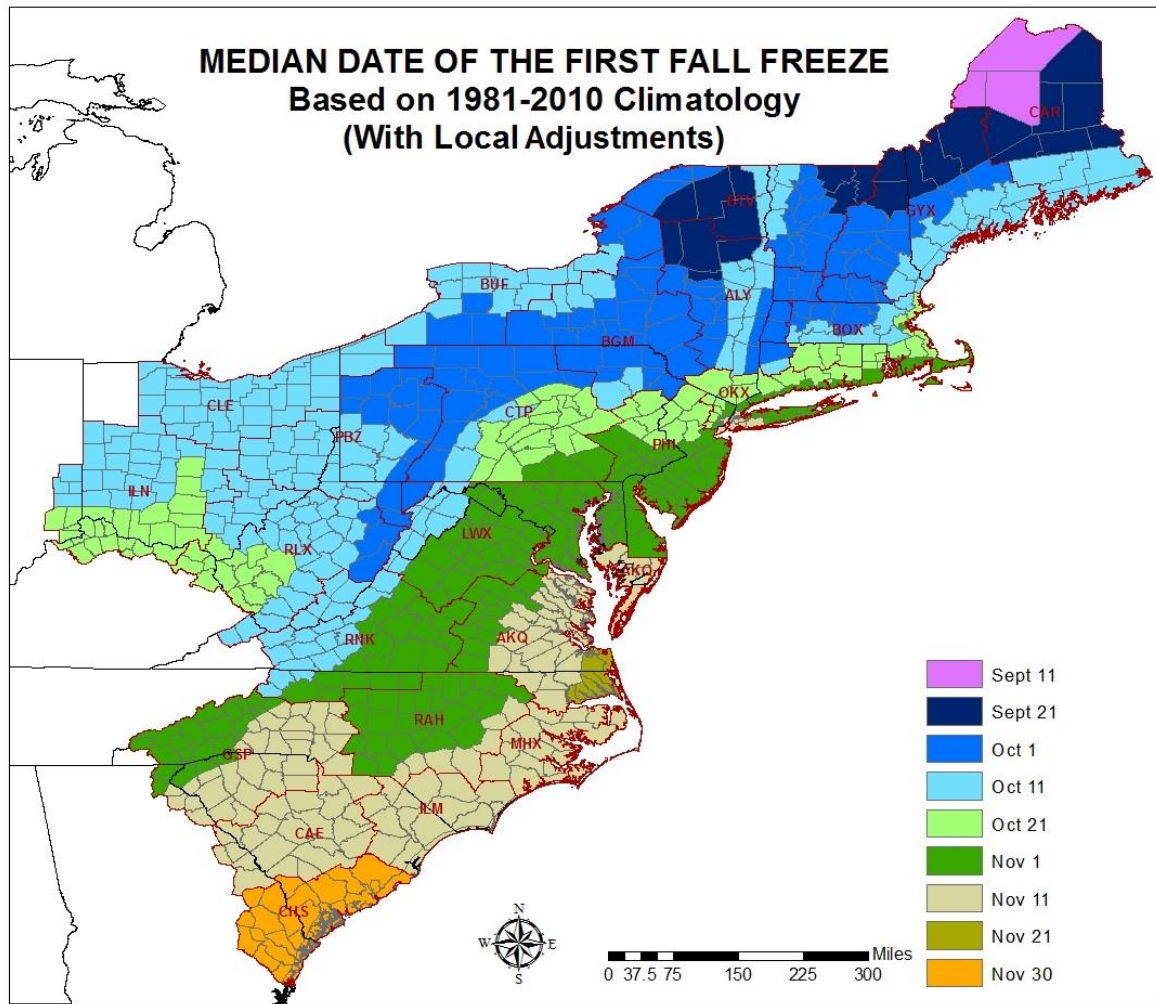 MEDIAN DATE OF THE FIRST FALL FREEZE
Based on 1981-2010 Climatology
(With Local Adjustments)
CAR
BTV
GYX
BUF
ALY
BOX
BGM
CLE
CTP
OKX
PBZ
PHI
ILN
LWX
RLX
AKQ
RNK
AKQ
RAH
GSP
MHX
ILM
CAE
CHS
Sept 11
Sept 21
Oct 1
Oct 11
Oct 21
Nov 1
Nov 11
Nov 21
Nov 30
N
W E
S
Miles
0 37.5 75 150 225 300